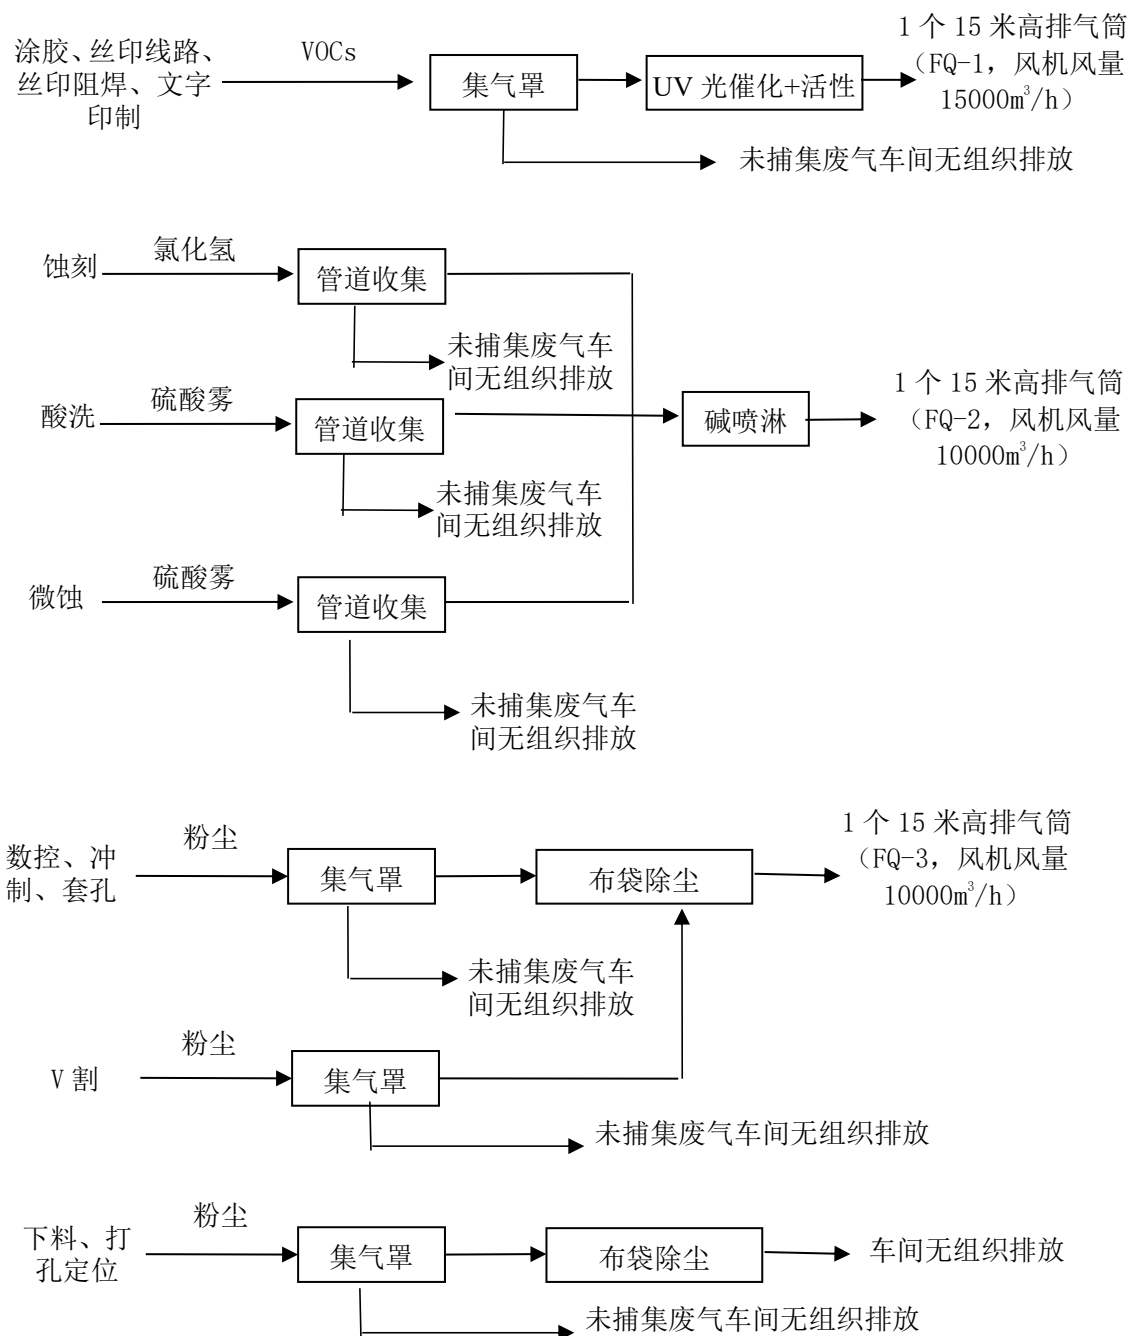 涂胶、丝印线路、
丝印阻焊、文字
印制
VOCs
集气罩
UV 光催化+活性
1 个 15 米高排气筒
（FQ-1，风机风量
15000m³/h）
未捕集废气车间无组织排放
蚀刻
氯化氢
管道收集
未捕集废气车
间无组织排放
酸洗
硫酸雾
管道收集
未捕集废气车
间无组织排放
碱喷淋
1 个 15 米高排气筒
（FQ-2，风机风量
10000m³/h）
微蚀
硫酸雾
管道收集
未捕集废气车
间无组织排放
数控、冲
制、套孔
粉尘
集气罩
布袋除尘
1 个 15 米高排气筒
（FQ-3，风机风量
10000m³/h）
未捕集废气车
间无组织排放
V 割
粉尘
集气罩
未捕集废气车间无组织排放
下料、打
孔定位
粉尘
集气罩
布袋除尘
车间无组织排放
未捕集废气车间无组织排放